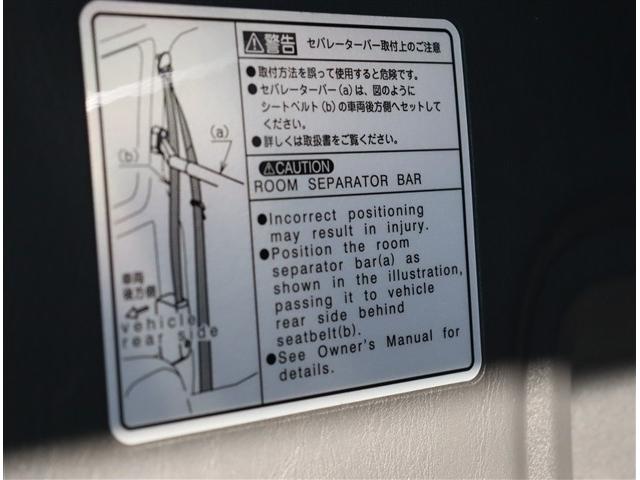 ⚠警告 セパレーターバー取付上のご注意
●取付方法を誤って使用すると危険です。
●セパレーターバー(a)は、図のように
シートベルト(b)の車両後方側へセットして
ください。
●詳しくは取扱書をご覧ください。
⚠CAUTION
ROOM SEPARATOR BAR
●Incorrect positioning
may result in injury.
●Position the room
separator bar(a) as
shown in the illustration,
passing it to vehicle
rear side behind
seatbelt(b).
●See Owner's Manual for
details.
(a)
(b)
車両
後方側
vehicle
rear side